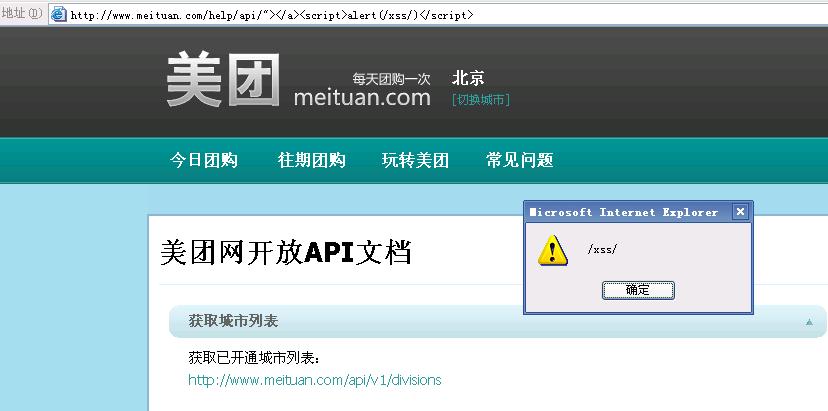 地址(D) http://www.meituan.com/help/api/"></a><script>alert(/xss/)</script>
美团
每天团购一次
meituan.com
北京
[切换城市]
今日团购 往期团购 玩转美团 常见问题
Microsoft Internet Explorer
/xss/
确定
美团网开放API文档
获取城市列表
获取已开通城市列表：
http://www.meituan.com/api/v1/divisions